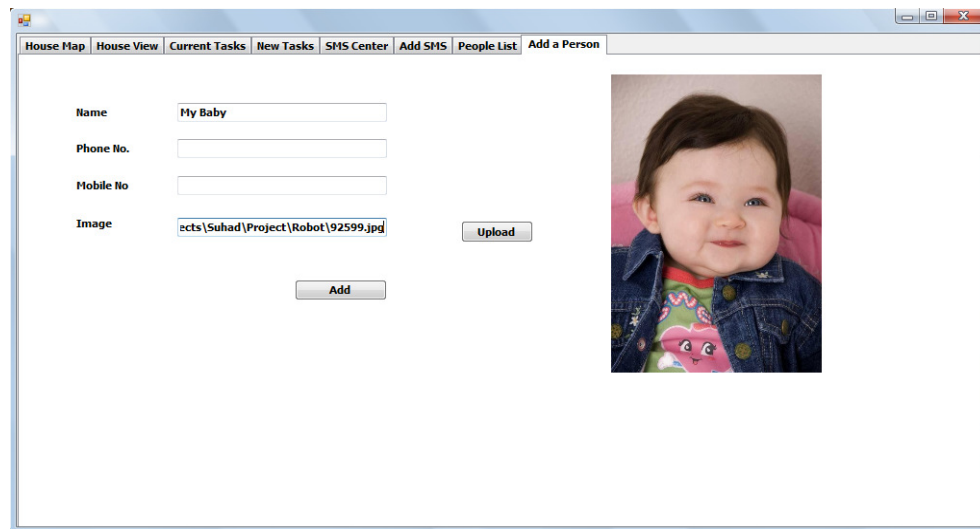 House Map House View Current Tasks New Tasks SMS Center Add SMS People List Add a Person
Name My Baby
Phone No.
Mobile No
Image ects\Suhad\Project\Robot\92599.jpg Upload
Add